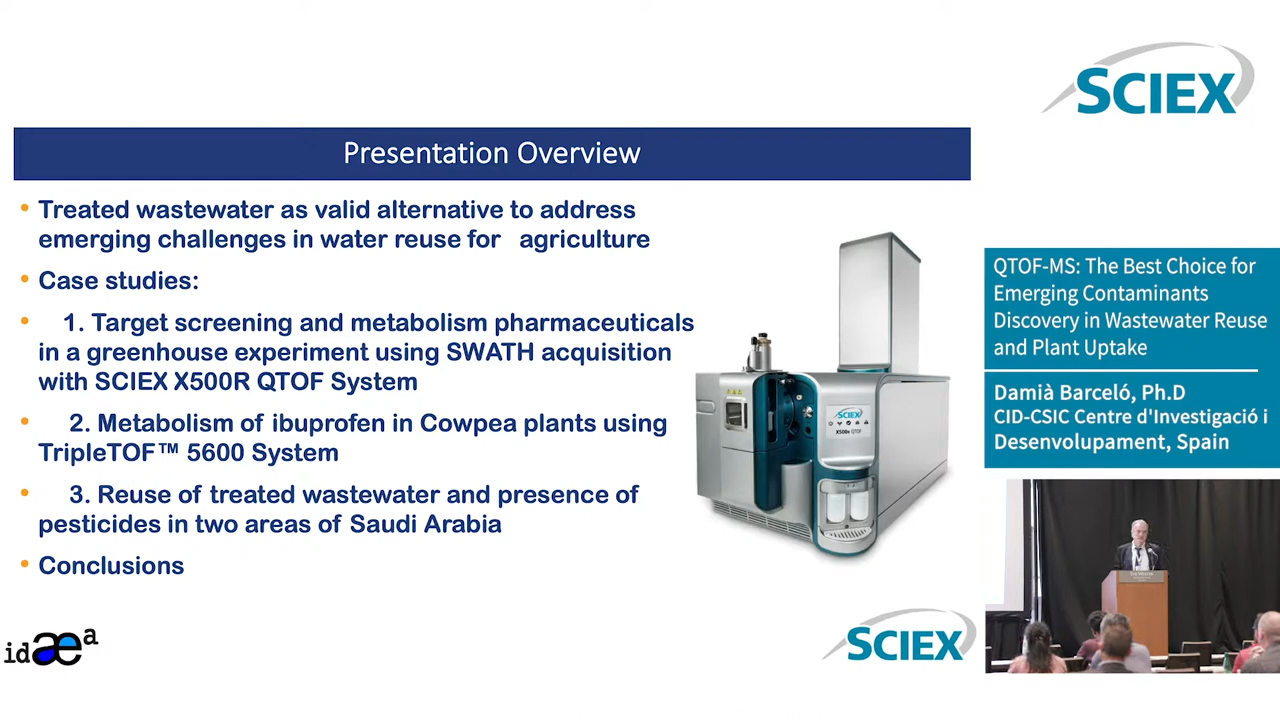 SCIEX
Presentation Overview
• Treated wastewater as valid alternative to address
emerging challenges in water reuse for agriculture
• Case studies:
• 1. Target screening and metabolism pharmaceuticals
in a greenhouse experiment using SWATH acquisition
with SCIEX X500R QTOF System
• 2. Metabolism of ibuprofen in Cowpea plants using
TripleTOF™ 5600 System
• 3. Reuse of treated wastewater and presence of
pesticides in two areas of Saudi Arabia
• Conclusions
SCIEX
QTOF-MS: The Best Choice for
Emerging Contaminants
Discovery in Wastewater Reuse
and Plant Uptake
Damià Barceló, Ph.D
CID-CSIC Centre d'Investigació i
Desenvolupament, Spain
idæa
SCIEX